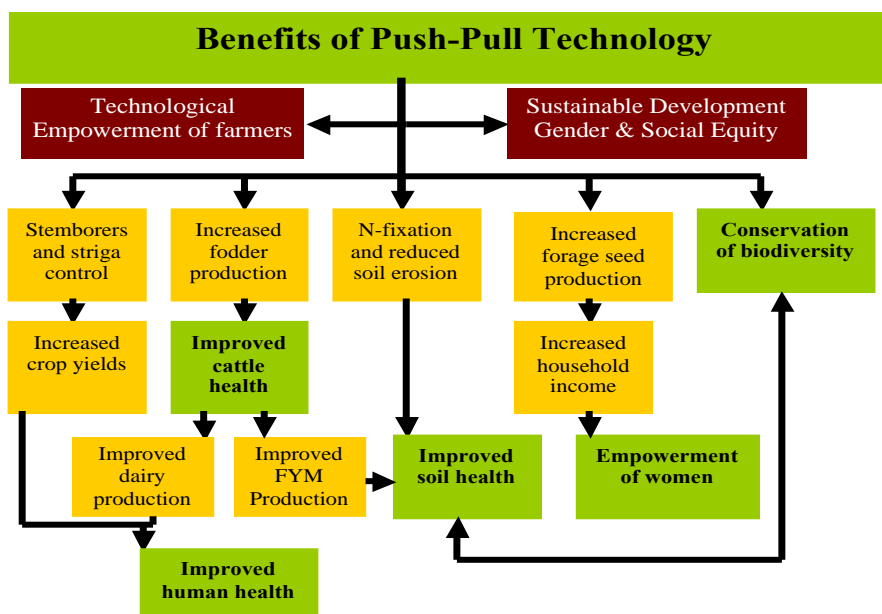 Benefits of Push-Pull Technology
Technological
Empowerment of farmers
Sustainable Development
Gender & Social Equity
Stemborers
and striga
control
Increased
fodder
production
N-fixation
and reduced
soil erosion
Increased
forage seed
production
Conservation
of biodiversity
Increased
crop yields
Improved
cattle
health
Increased
household
income
Improved
dairy
production
Improved
FYM
Production
Improved
soil health
Empowerment
of women
Improved
human health